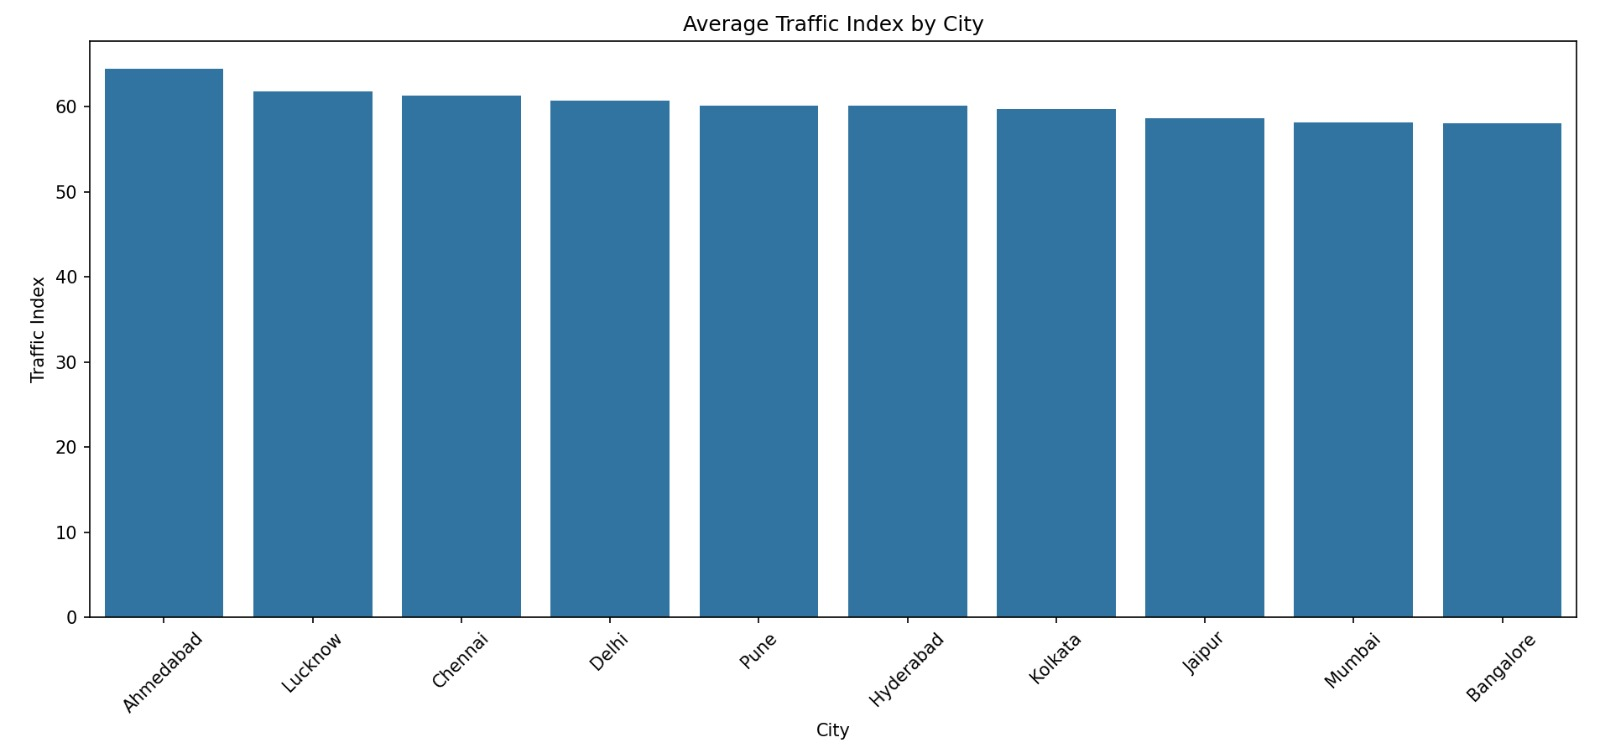 Average Traffic Index by City
Traffic Index
60
50
40
30
20
10
0
Ahmedabad
Lucknow
Chennai
Delhi
Pune
Hyderabad
Kolkata
Jaipur
Mumbai
Bangalore
City